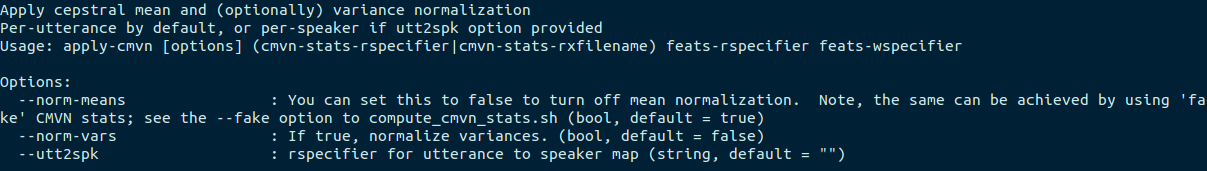 Apply cepstral mean and (optionally) variance normalization
Per-utterance by default, or per-speaker if utt2spk option provided
Usage: apply-cmvn [options] (cmvn-stats-rspecifier|cmvn-stats-rxfilename) feats-rspecifier feats-wspecifier

Options:
  --norm-means                : You can set this to false to turn off mean normalization.  Note, the same can be achieved by using 'fa
ke' CMVN stats; see the --fake option to compute_cmvn_stats.sh (bool, default = true)
  --norm-vars                 : If true, normalize variances. (bool, default = false)
  --utt2spk                   : rspecifier for utterance to speaker map (string, default = "")